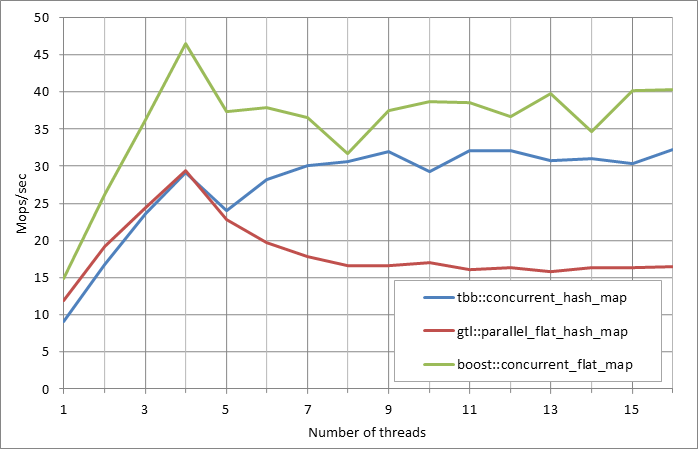 50
45
40
35
30
25
20
15
10
5
0
Mops/sec
tbb::concurrent_hash_map
gtl::parallel_flat_hash_map
boost::concurrent_flat_map
1 3 5 7 9 11 13 15
Number of threads